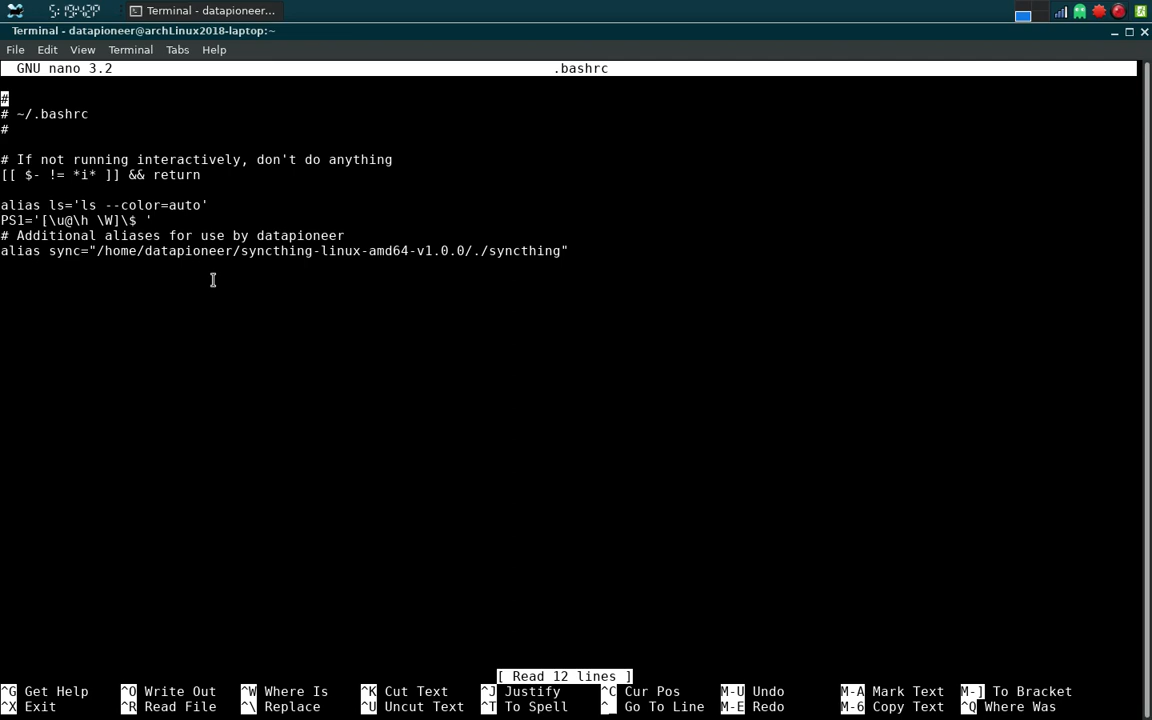 5:19:42P
Terminal - datapioneer...
Terminal - datapioneer@archLinux2018-laptop:~
File Edit View Terminal Tabs Help
GNU nano 3.2 .bashrc
#
# ~/.bashrc
#
# If not running interactively, don't do anything
[[ $- != *i* ]] && return
alias ls='ls --color=auto'
PS1='[\u@\h \W]\$ '
# Additional aliases for use by datapioneer
alias sync="/home/datapioneer/syncthing-linux-amd64-v1.0.0/./syncthing"
[ Read 12 lines ]
^G Get Help ^O Write Out ^W Where Is ^K Cut Text ^J Justify ^C Cur Pos M-U Undo M-A Mark Text M-] To Bracket
^X Exit ^R Read File ^\ Replace ^U Uncut Text ^T To Spell ^_ Go To Line M-E Redo M-6 Copy Text ^Q Where Was